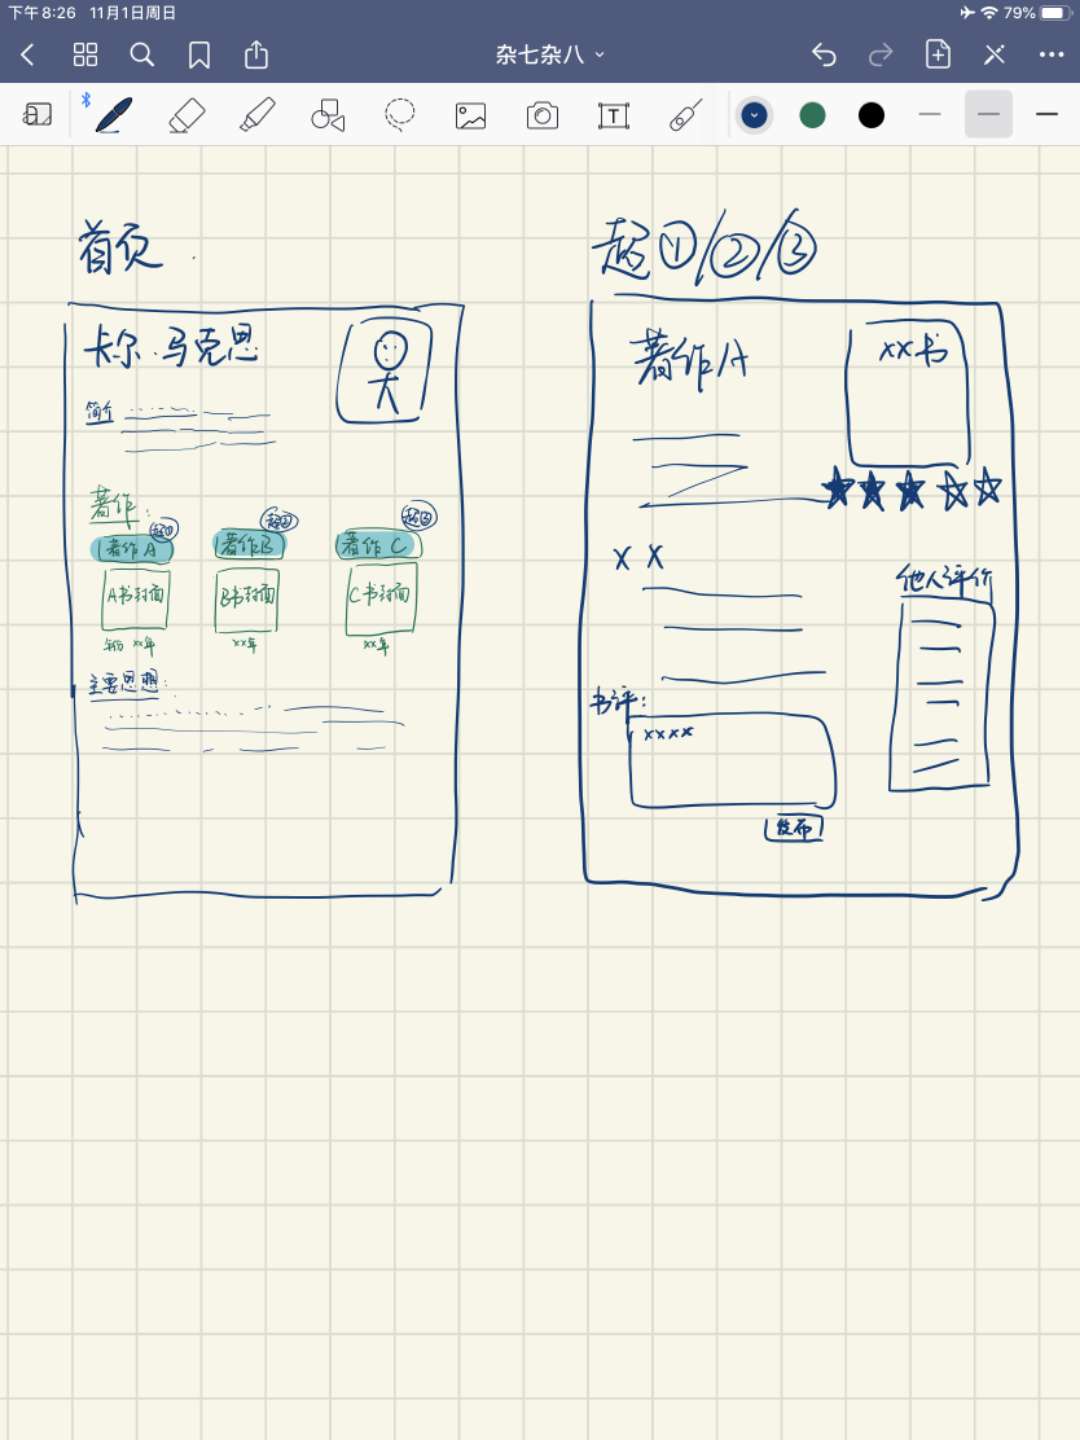 下午8:26 11月1日周日
79%
杂七杂八
T
首页
卡尔·马克思
简介
著作:
超①
超②
超③
著作A
著作B
著作C
A书封面
B书封面
C书封面
xx年
xx年
xx年
主要思想:
超①/②/③
著作A
xx书
x x
他人评价
书评:
xxxx
发布